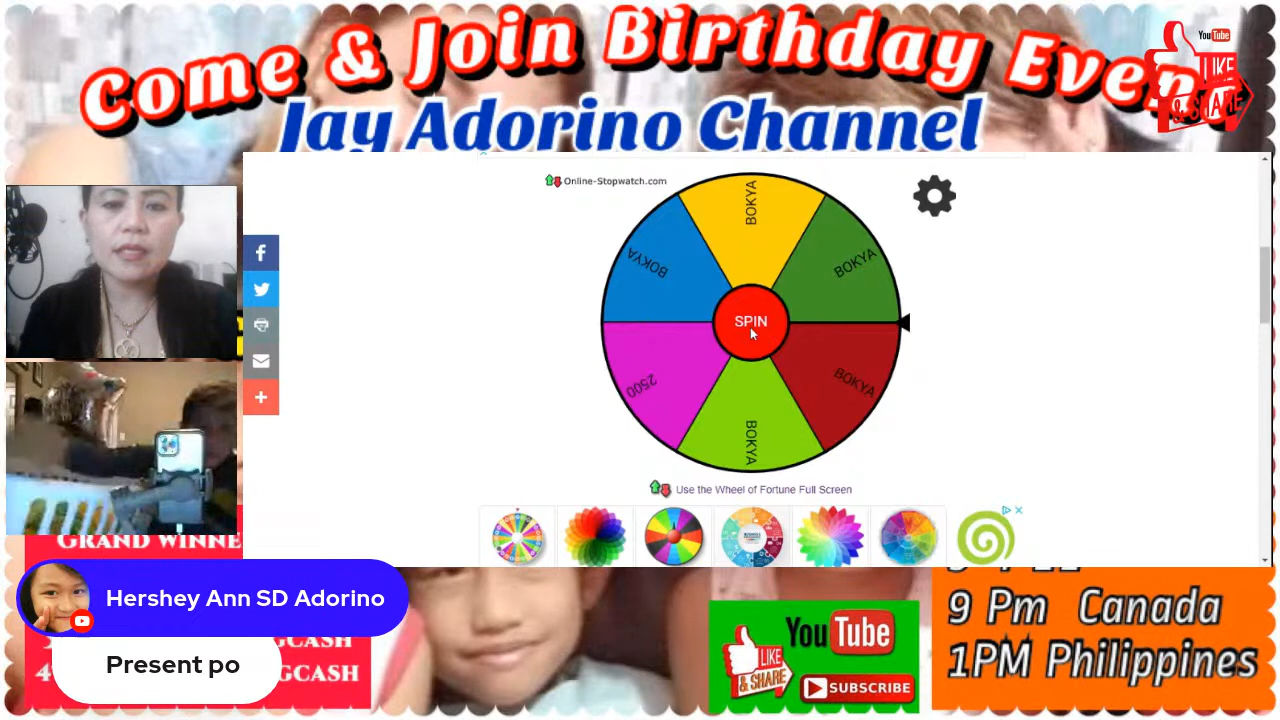 Come & Join Birthday Even
Jay Adorino Channel
YouTube
LIKE
& SHARE
Online-Stopwatch.com
BOKYA
BOKYA
BOKYA
SPIN
2500
BOKYA
BOKYA
Use the Wheel of Fortune Full Screen
GRAND WINNE
Hershey Ann SD Adorino
Present po
GCASH
GCASH
YouTube
LIKE
& SHARE
SUBSCRIBE
9 Pm Canada
1PM Philippines